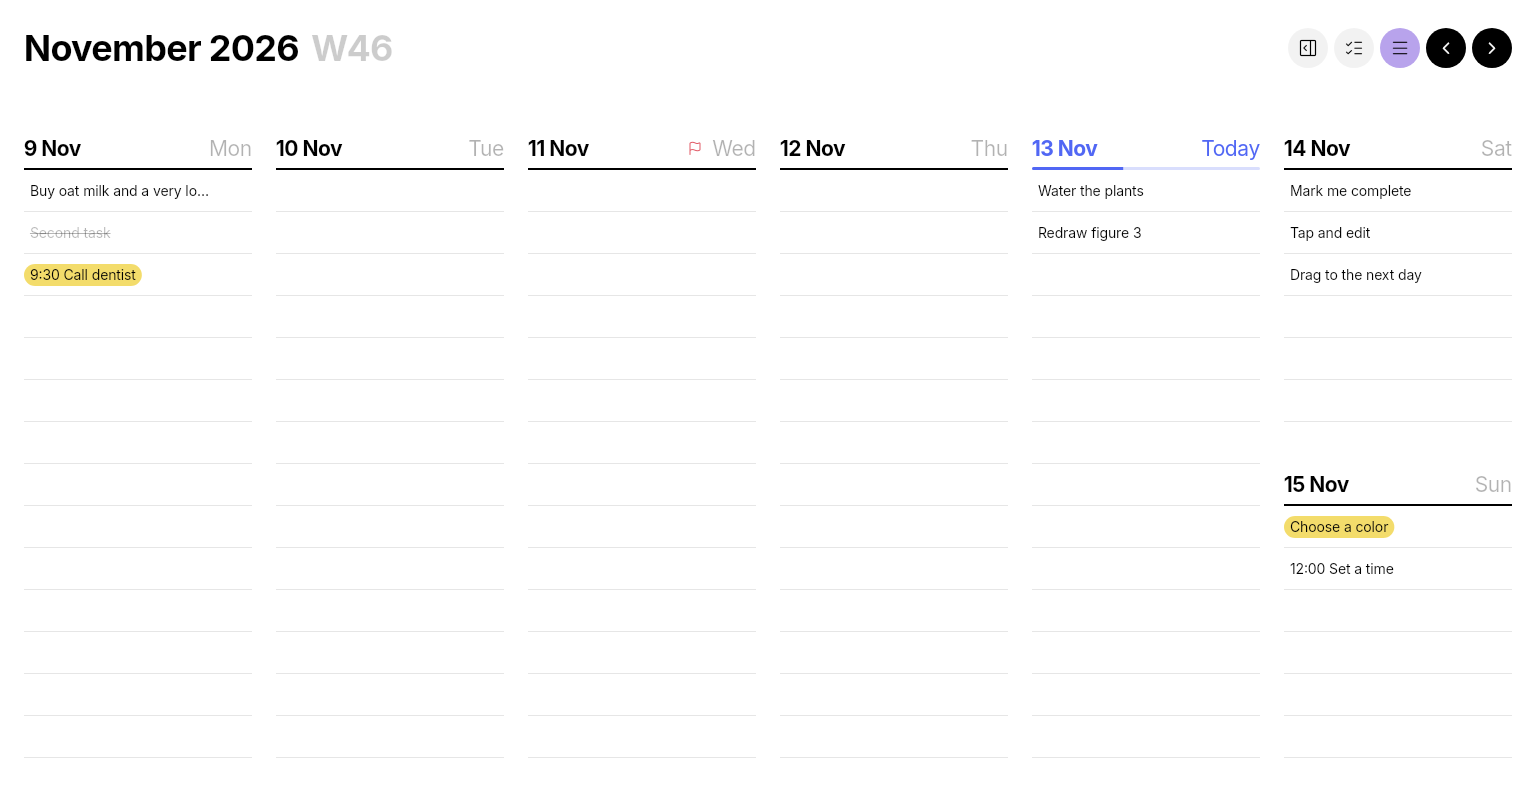 November 2026 W46
9 Nov Mon
Buy oat milk and a very lo...
Second task
9:30 Call dentist
10 Nov Tue
11 Nov Wed
12 Nov Thu
13 Nov Today
Water the plants
Redraw figure 3
14 Nov Sat
Mark me complete
Tap and edit
Drag to the next day
15 Nov Sun
Choose a color
12:00 Set a time